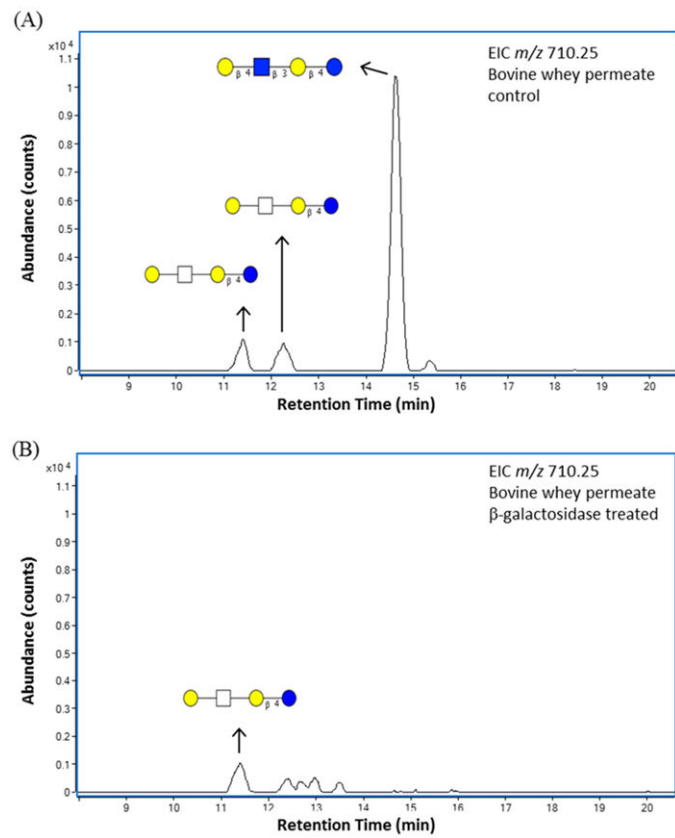 (A)
x10⁴
1.1
1
0.9
0.8
0.7
0.6
0.5
0.4
0.3
0.2
0.1
0
Abundance (counts)
EIC m/z 710.25
Bovine whey permeate
control
β 4 β 3 β 4
β 4
β 4
9 10 11 12 13 14 15 16 17 18 19 20
Retention Time (min)
(B)
x10⁴
1.1
1
0.9
0.8
0.7
0.6
0.5
0.4
0.3
0.2
0.1
0
Abundance (counts)
EIC m/z 710.25
Bovine whey permeate
β-galactosidase treated
β 4
9 10 11 12 13 14 15 16 17 18 19 20
Retention Time (min)